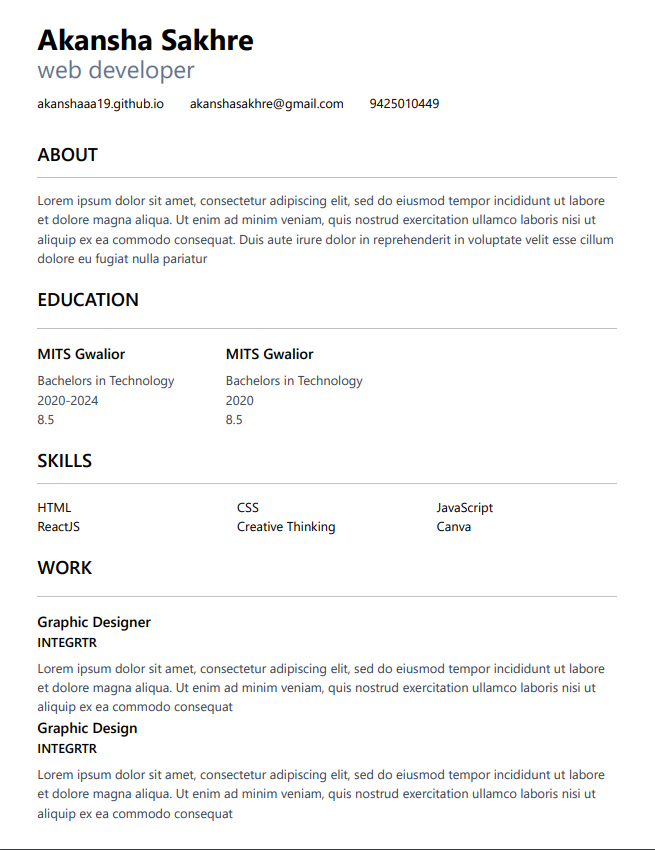 Akansha Sakhre
web developer
akanshaaa19.github.io akanshasakhre@gmail.com 9425010449
ABOUT
Lorem ipsum dolor sit amet, consectetur adipiscing elit, sed do eiusmod tempor incididunt ut labore
et dolore magna aliqua. Ut enim ad minim veniam, quis nostrud exercitation ullamco laboris nisi ut
aliquip ex ea commodo consequat. Duis aute irure dolor in reprehenderit in voluptate velit esse cillum
dolore eu fugiat nulla pariatur
EDUCATION
MITS Gwalior MITS Gwalior
Bachelors in Technology Bachelors in Technology
2020-2024 2020
8.5 8.5
SKILLS
HTML CSS JavaScript
ReactJS Creative Thinking Canva
WORK
Graphic Designer
INTEGRTR
Lorem ipsum dolor sit amet, consectetur adipiscing elit, sed do eiusmod tempor incididunt ut labore
et dolore magna aliqua. Ut enim ad minim veniam, quis nostrud exercitation ullamco laboris nisi ut
aliquip ex ea commodo consequat
Graphic Design
INTEGRTR
Lorem ipsum dolor sit amet, consectetur adipiscing elit, sed do eiusmod tempor incididunt ut labore
et dolore magna aliqua. Ut enim ad minim veniam, quis nostrud exercitation ullamco laboris nisi ut
aliquip ex ea commodo consequat